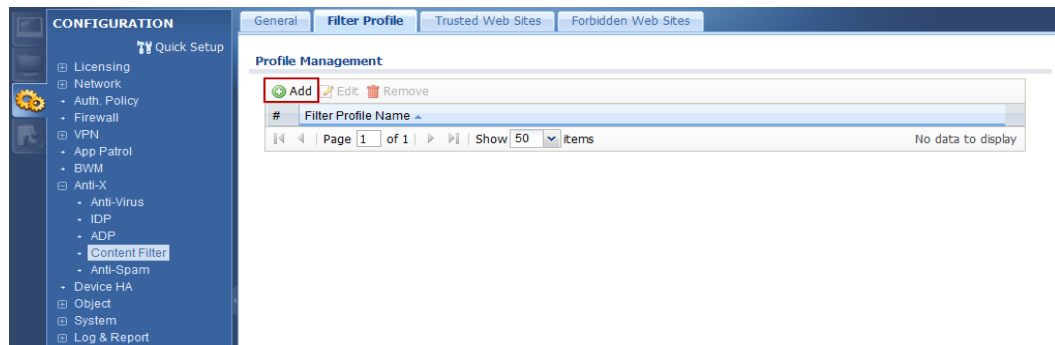 CONFIGURATION
Quick Setup
Licensing
Network
Auth. Policy
Firewall
VPN
App Patrol
BWM
Anti-X
Anti-Virus
IDP
ADP
Content Filter
Anti-Spam
Device HA
Object
System
Log & Report
General Filter Profile Trusted Web Sites Forbidden Web Sites
Profile Management
Add Edit Remove
# Filter Profile Name
Page 1 of 1 Show 50 items No data to display